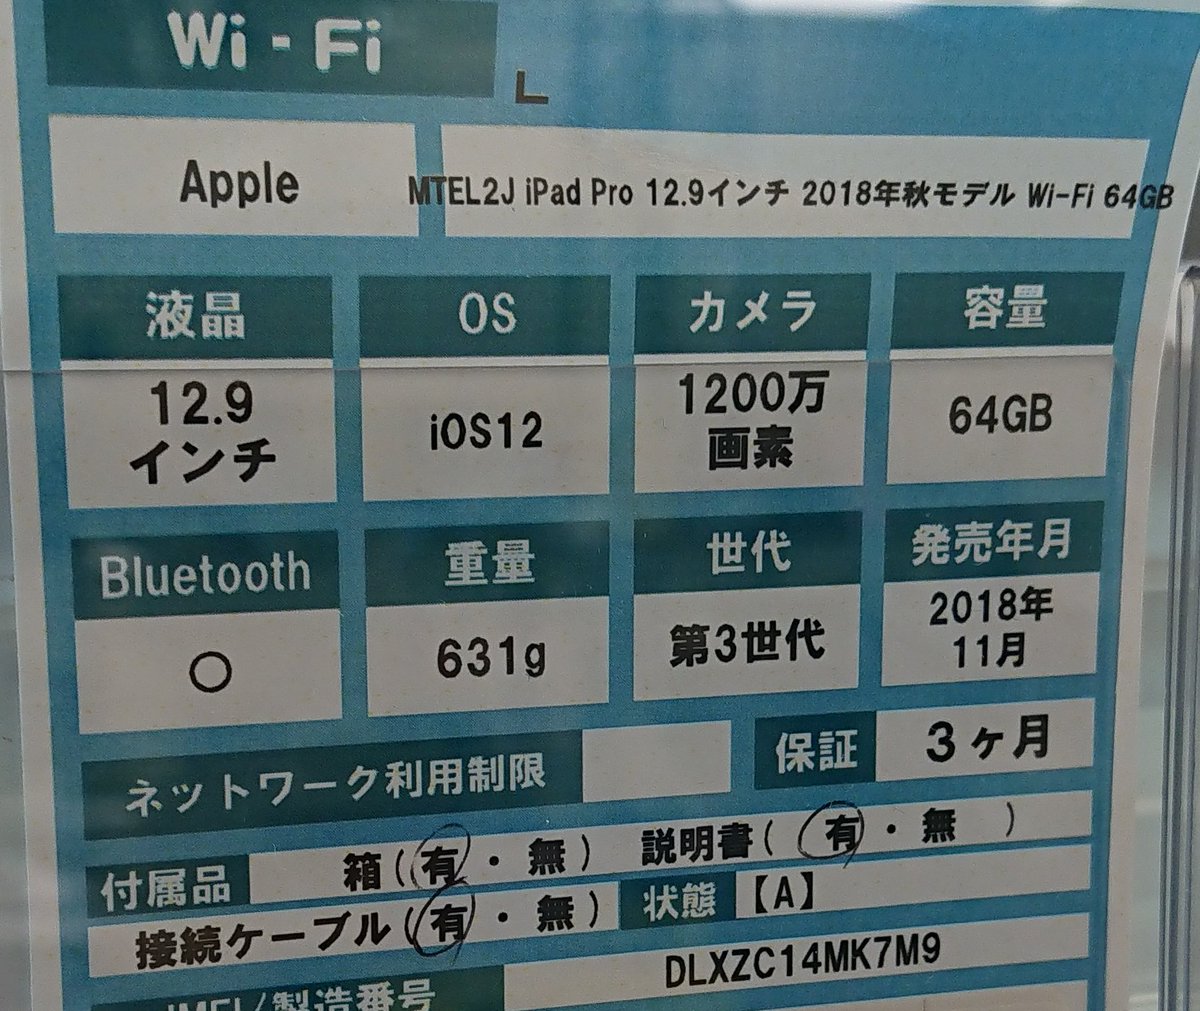 Wi-Fi
Apple
MTEL2J iPad Pro 12.9インチ 2018年秋モデル Wi-Fi 64GB
液晶 OS カメラ 容量
12.9
インチ
iOS12
1200万
画素
64GB
Bluetooth 重量 世代 発売年月
○
631g
第3世代
2018年
11月
ネットワーク利用制限
保証 3ヶ月
付属品 箱(有・無) 説明書(有・無)
接続ケーブル(有・無) 状態 【A】
IMEI/製造番号 DLXZC14MK7M9